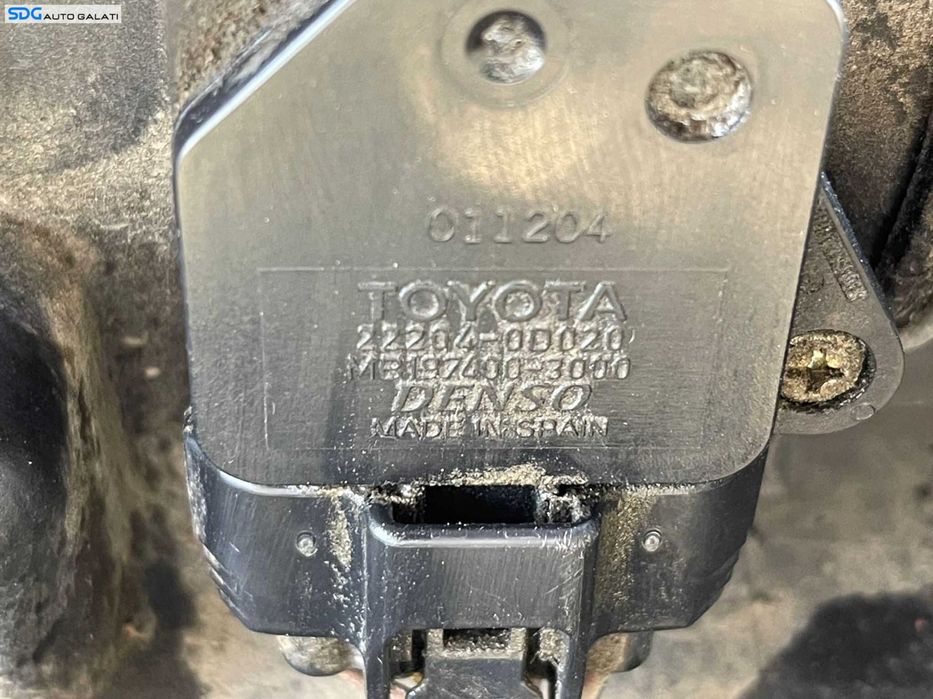 SDG AUTO GALATI
011204
TOYOTA
22204-0D020
MB197400-3000
DENSO
MADE IN SPAIN